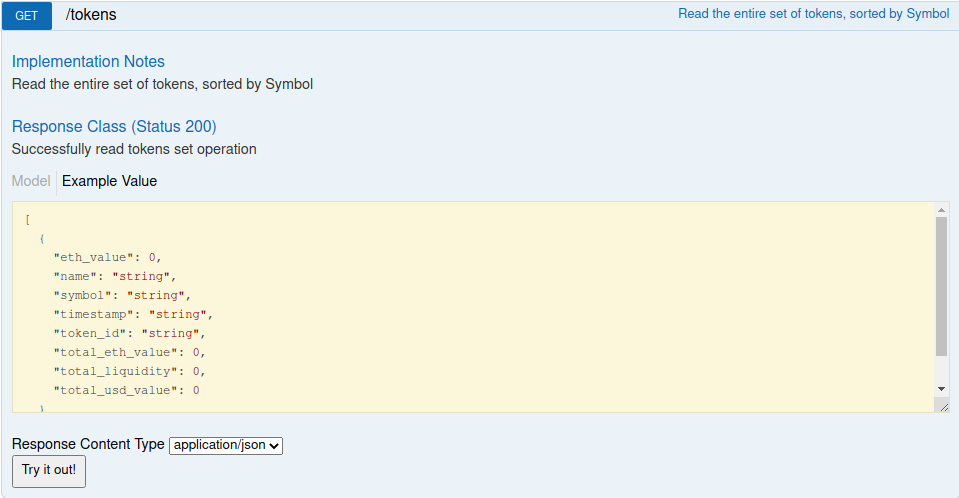 GET /tokens Read the entire set of tokens, sorted by Symbol
Implementation Notes
Read the entire set of tokens, sorted by Symbol
Response Class (Status 200)
Successfully read tokens set operation
Model Example Value
[
{
"eth_value": 0,
"name": "string",
"symbol": "string",
"timestamp": "string",
"token_id": "string",
"total_eth_value": 0,
"total_liquidity": 0,
"total_usd_value": 0
}
Response Content Type application/json
Try it out!